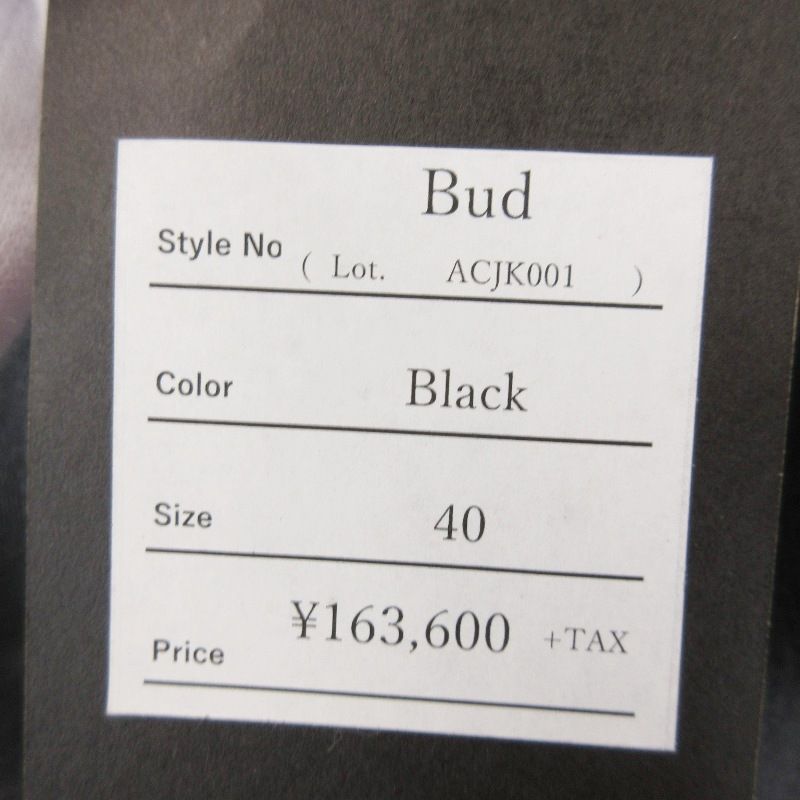 Bud
Style No ( Lot. ACJK001 )
Color Black
Size 40
Price ¥163,600 +TAX